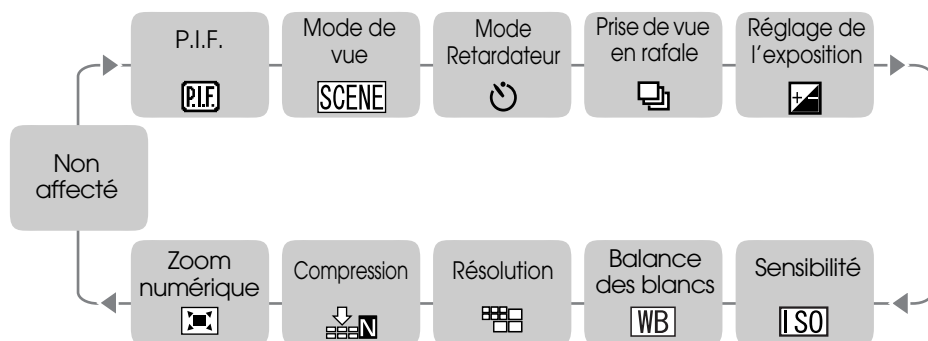 P.I.F.
P.I.F.
Mode de
vue
SCENE
Mode
Retardateur
Prise de vue
en rafale
Réglage de
l'exposition
Non
affecté
Zoom
numérique
Compression
N
Résolution
Balance
des blancs
WB
Sensibilité
ISO